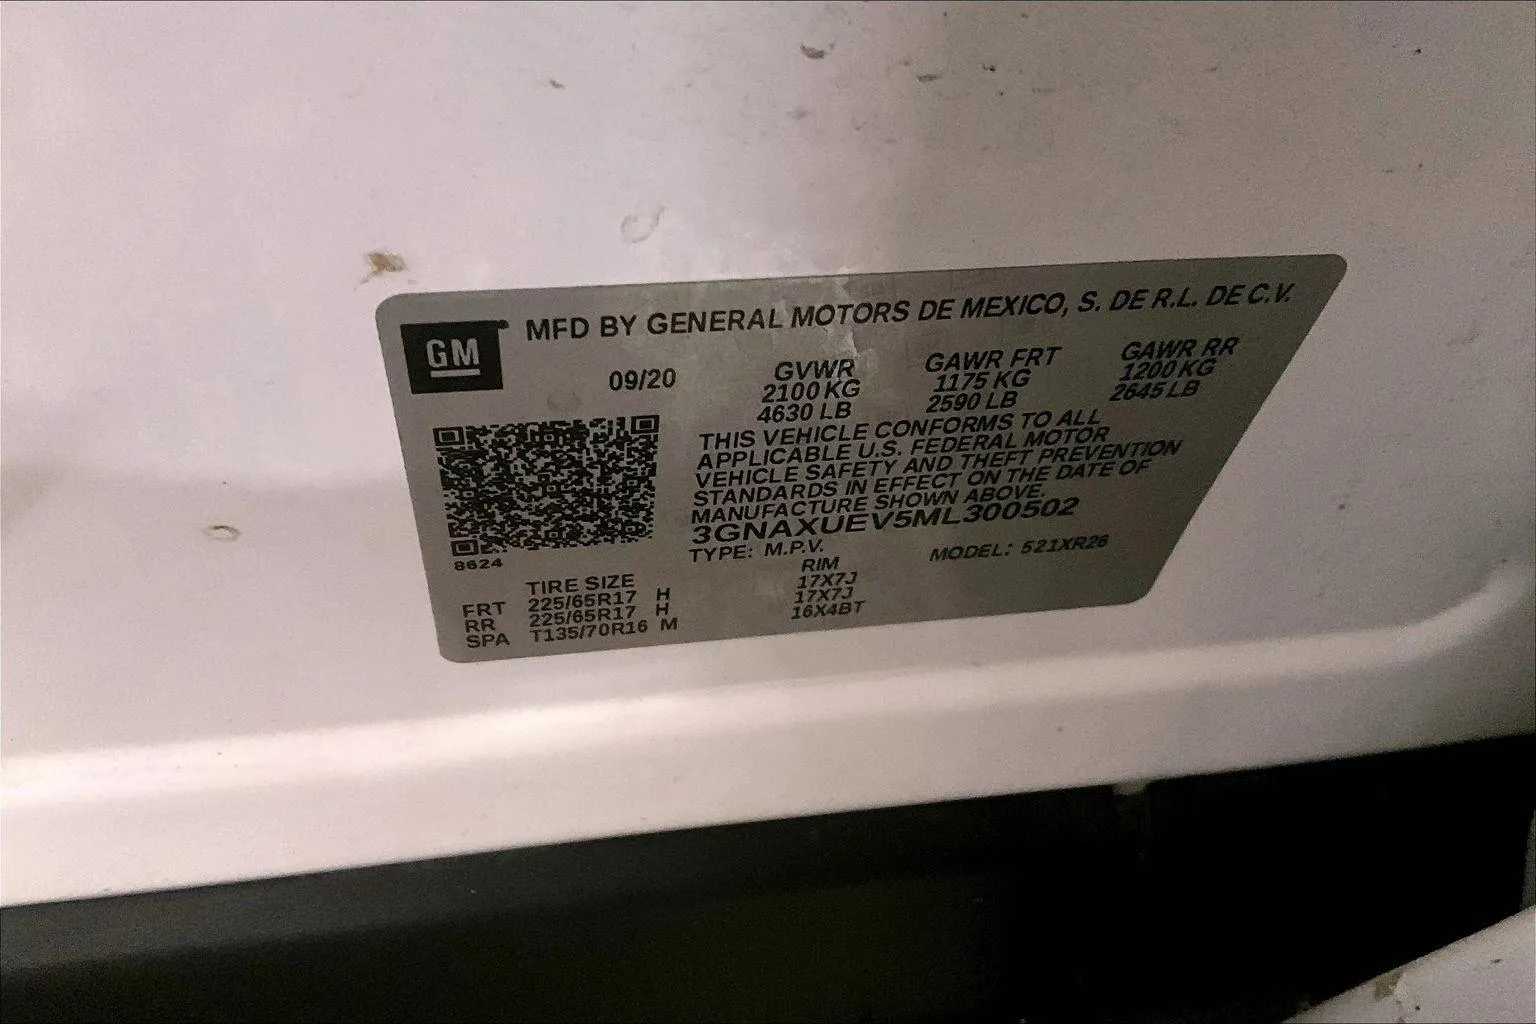 GM
MFD BY GENERAL MOTORS DE MEXICO, S. DE R.L. DE C.V.
09/20
GVWR GAWR FRT GAWR RR
2100 KG 1175 KG 1200 KG
4630 LB 2590 LB 2645 LB
THIS VEHICLE CONFORMS TO ALL
APPLICABLE U.S. FEDERAL MOTOR
VEHICLE SAFETY AND THEFT PREVENTION
STANDARDS IN EFFECT ON THE DATE OF
MANUFACTURE SHOWN ABOVE.
3GNAXUEV5ML300502
TYPE: M.P.V. MODEL: 521XR26
8624
TIRE SIZE RIM
FRT 225/65R17 H 17X7J
RR 225/65R17 H 17X7J
SPA T135/70R16 M 16X4BT